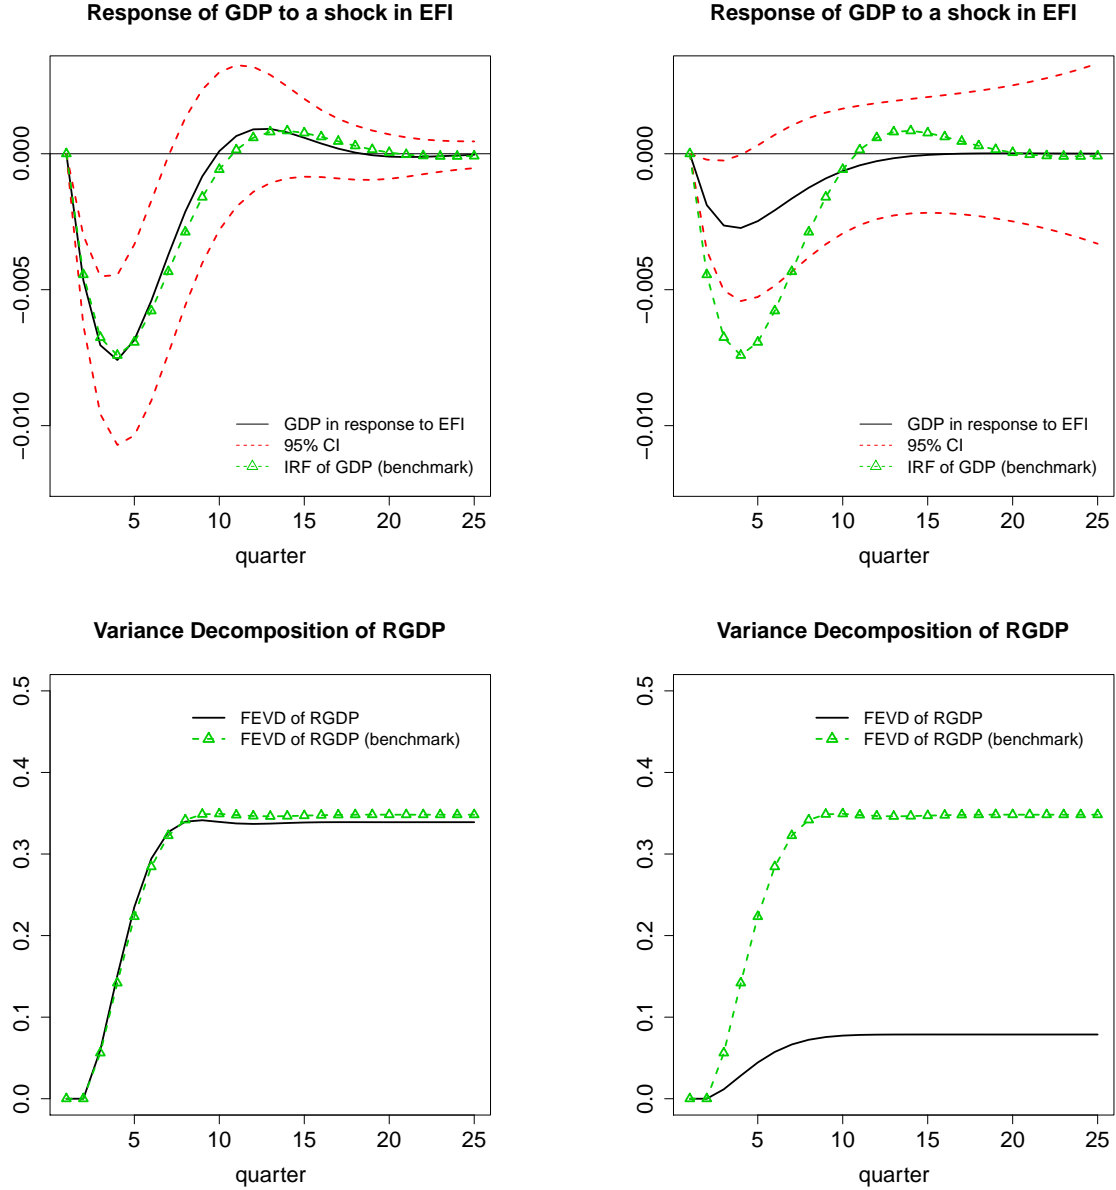 Response of GDP to a shock in EFI
0.000
−0.005
−0.010
GDP in response to EFI
95% CI
IRF of GDP (benchmark)
5 10 15 20 25
quarter
Response of GDP to a shock in EFI
0.000
−0.005
−0.010
GDP in response to EFI
95% CI
IRF of GDP (benchmark)
5 10 15 20 25
quarter
Variance Decomposition of RGDP
0.5
0.4
0.3
0.2
0.1
0.0
FEVD of RGDP
FEVD of RGDP (benchmark)
5 10 15 20 25
quarter
Variance Decomposition of RGDP
0.5
0.4
0.3
0.2
0.1
0.0
FEVD of RGDP
FEVD of RGDP (benchmark)
5 10 15 20 25
quarter